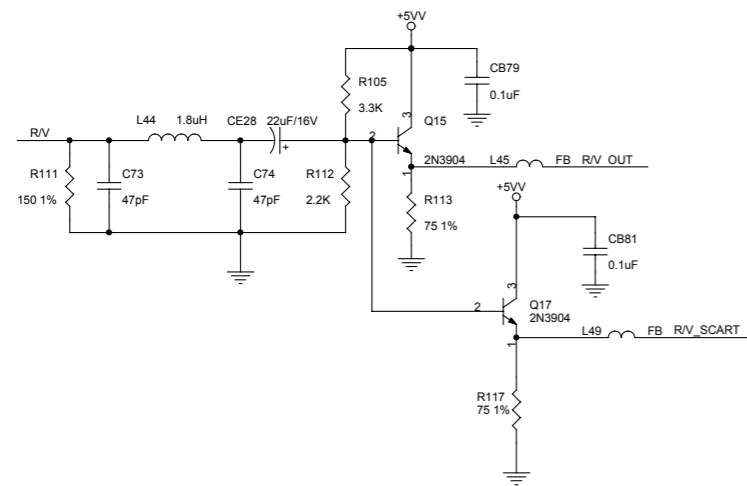 +5VV
CB79
0.1uF
R105
3.3K
3
Q15
L44 1.8uH CE28 22uF/16V
R/V
+
2
2N3904
1
L45 FB R/V_OUT
R111
150 1%
C73
47pF
C74
47pF
R112
2.2K
R113
75 1%
+5VV
CB81
0.1uF
3
2
Q17
2N3904
1
L49 FB R/V_SCART
R117
75 1%